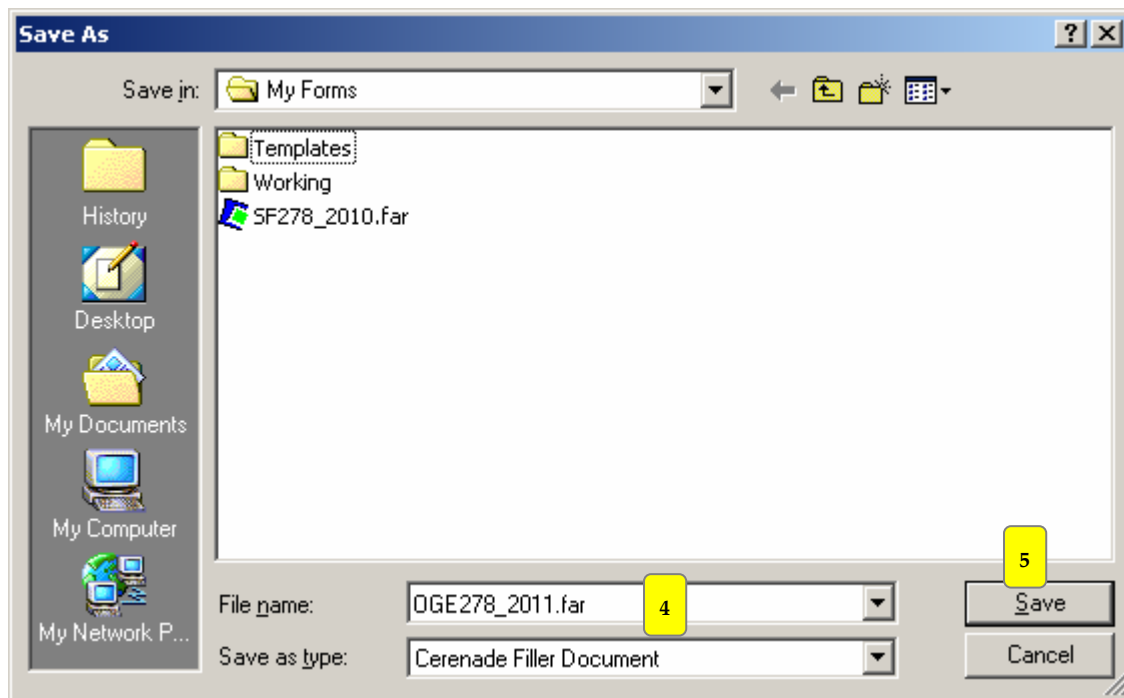 Save As
Save in: My Forms
Templates
Working
SF278_2010.far
History
Desktop
My Documents
My Computer
My Network P...
File name: OGE278_2011.far
4
5
Save
Save as type: Cerenade Filler Document
Cancel